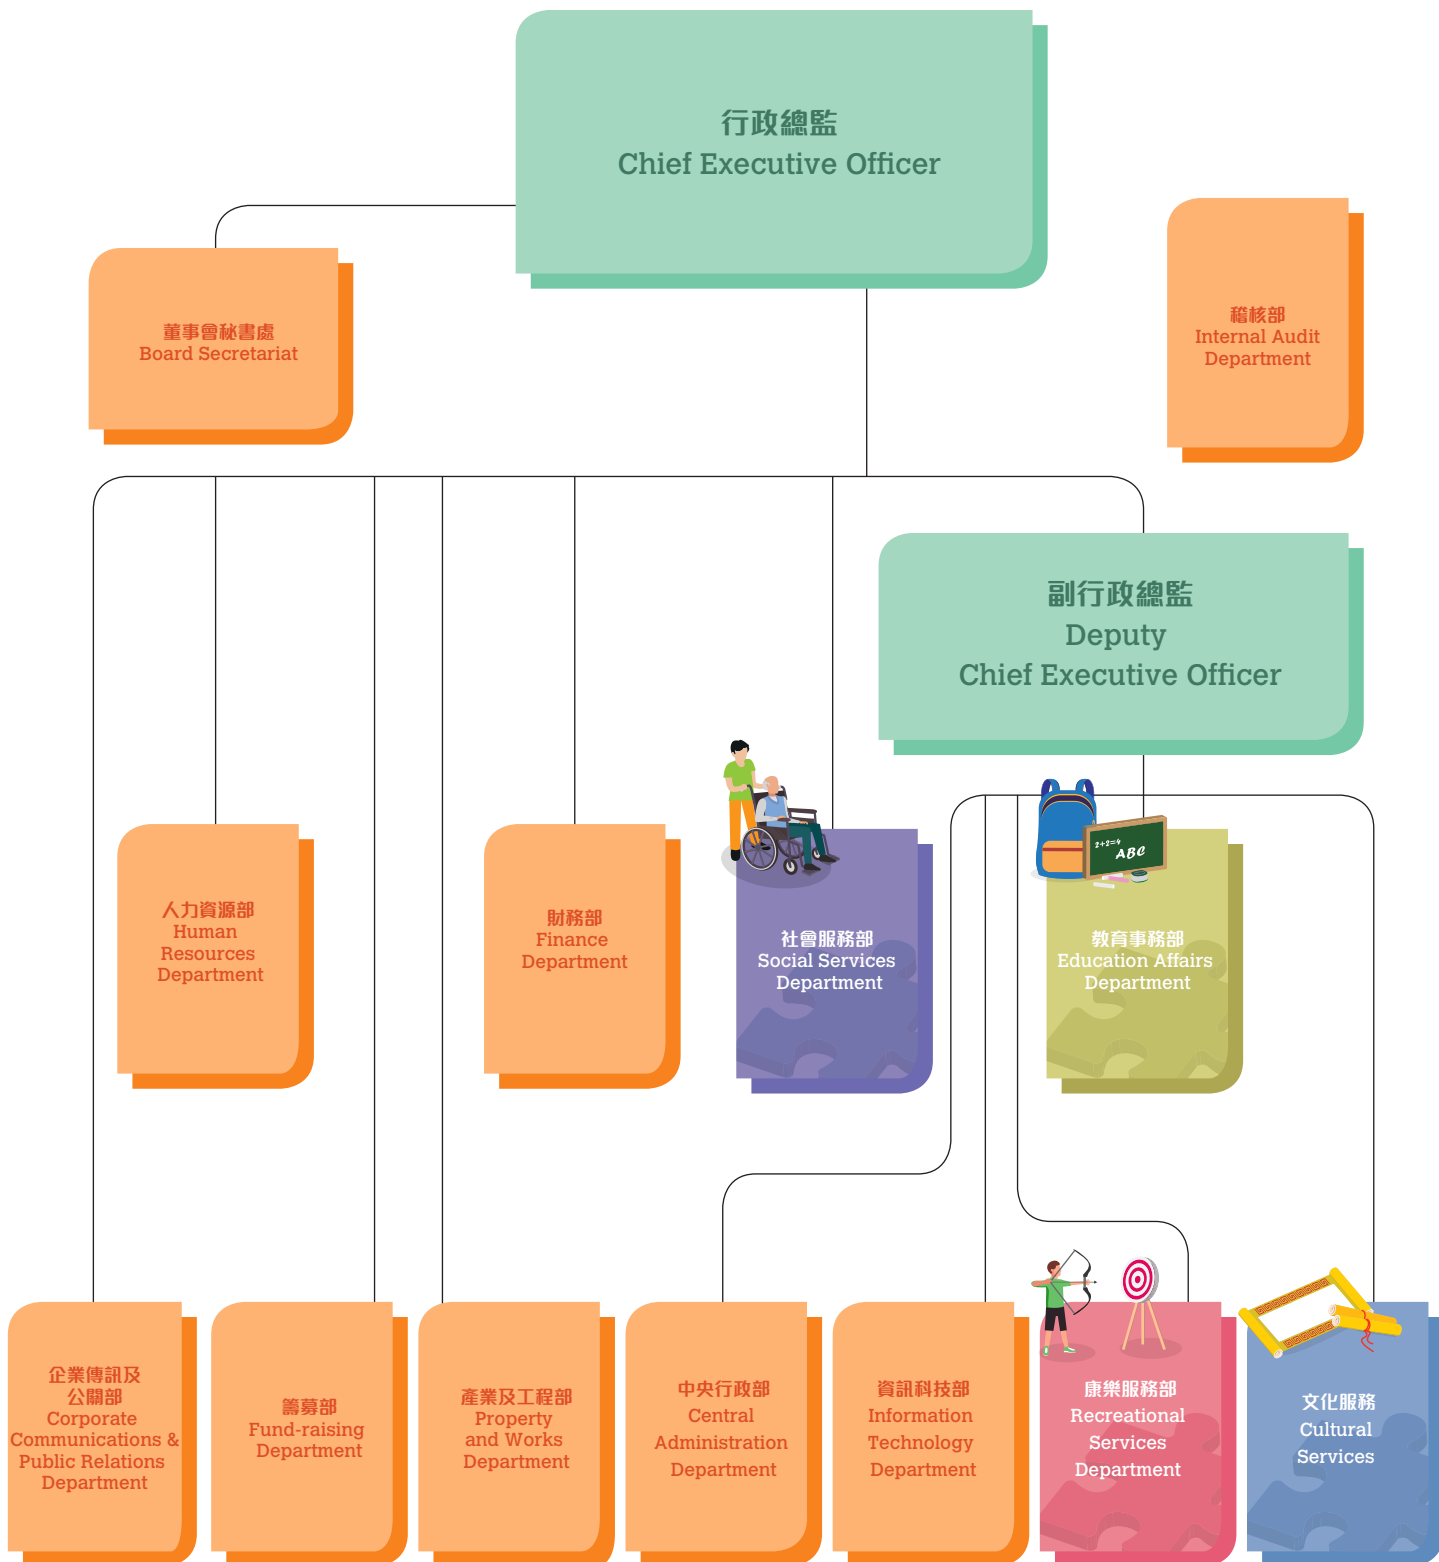 行政總監
Chief Executive Officer
董事會秘書處
Board Secretariat
稽核部
Internal Audit
Department
副行政總監
Deputy
Chief Executive Officer
人力資源部
Human
Resources
Department
財務部
Finance
Department
社會服務部
Social Services
Department
2+2=4
ABC
教育事務部
Education Affairs
Department
企業傳訊及
公關部
Corporate
Communications &
Public Relations
Department
籌募部
Fund-raising
Department
產業及工程部
Property
and Works
Department
中央行政部
Central
Administration
Department
資訊科技部
Information
Technology
Department
康樂服務部
Recreational
Services
Department
文化服務
Cultural
Services